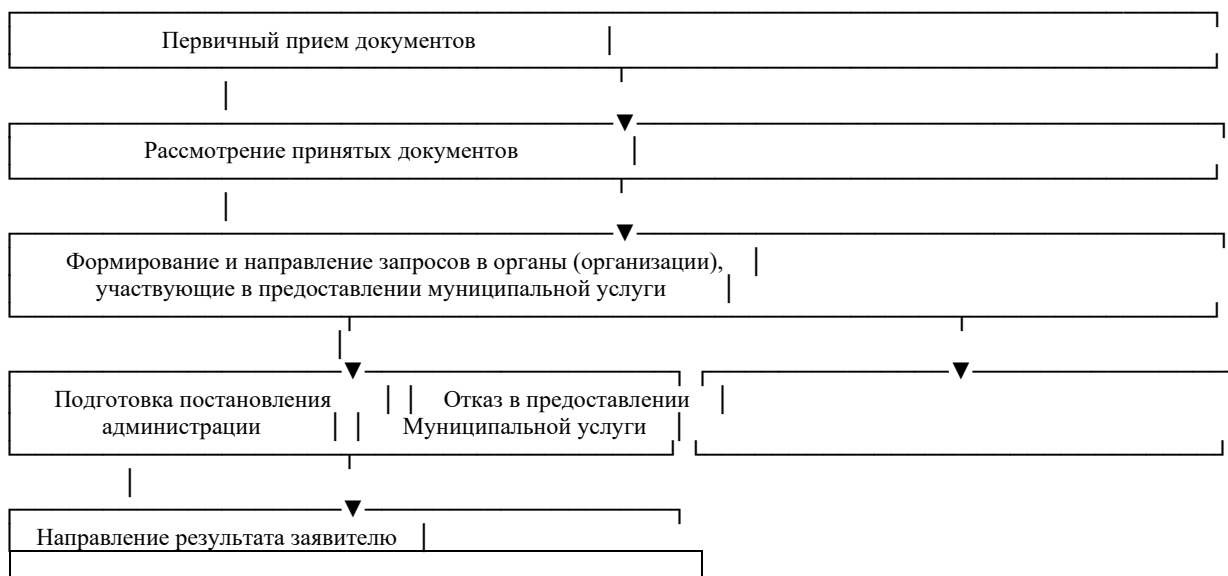 Первичный прием документов
Рассмотрение принятых документов
Формирование и направление запросов в органы (организации),
участвующие в предоставлении муниципальной услуги
Подготовка постановления Отказ в предоставлении
администрации Муниципальной услуги
Направление результата заявителю